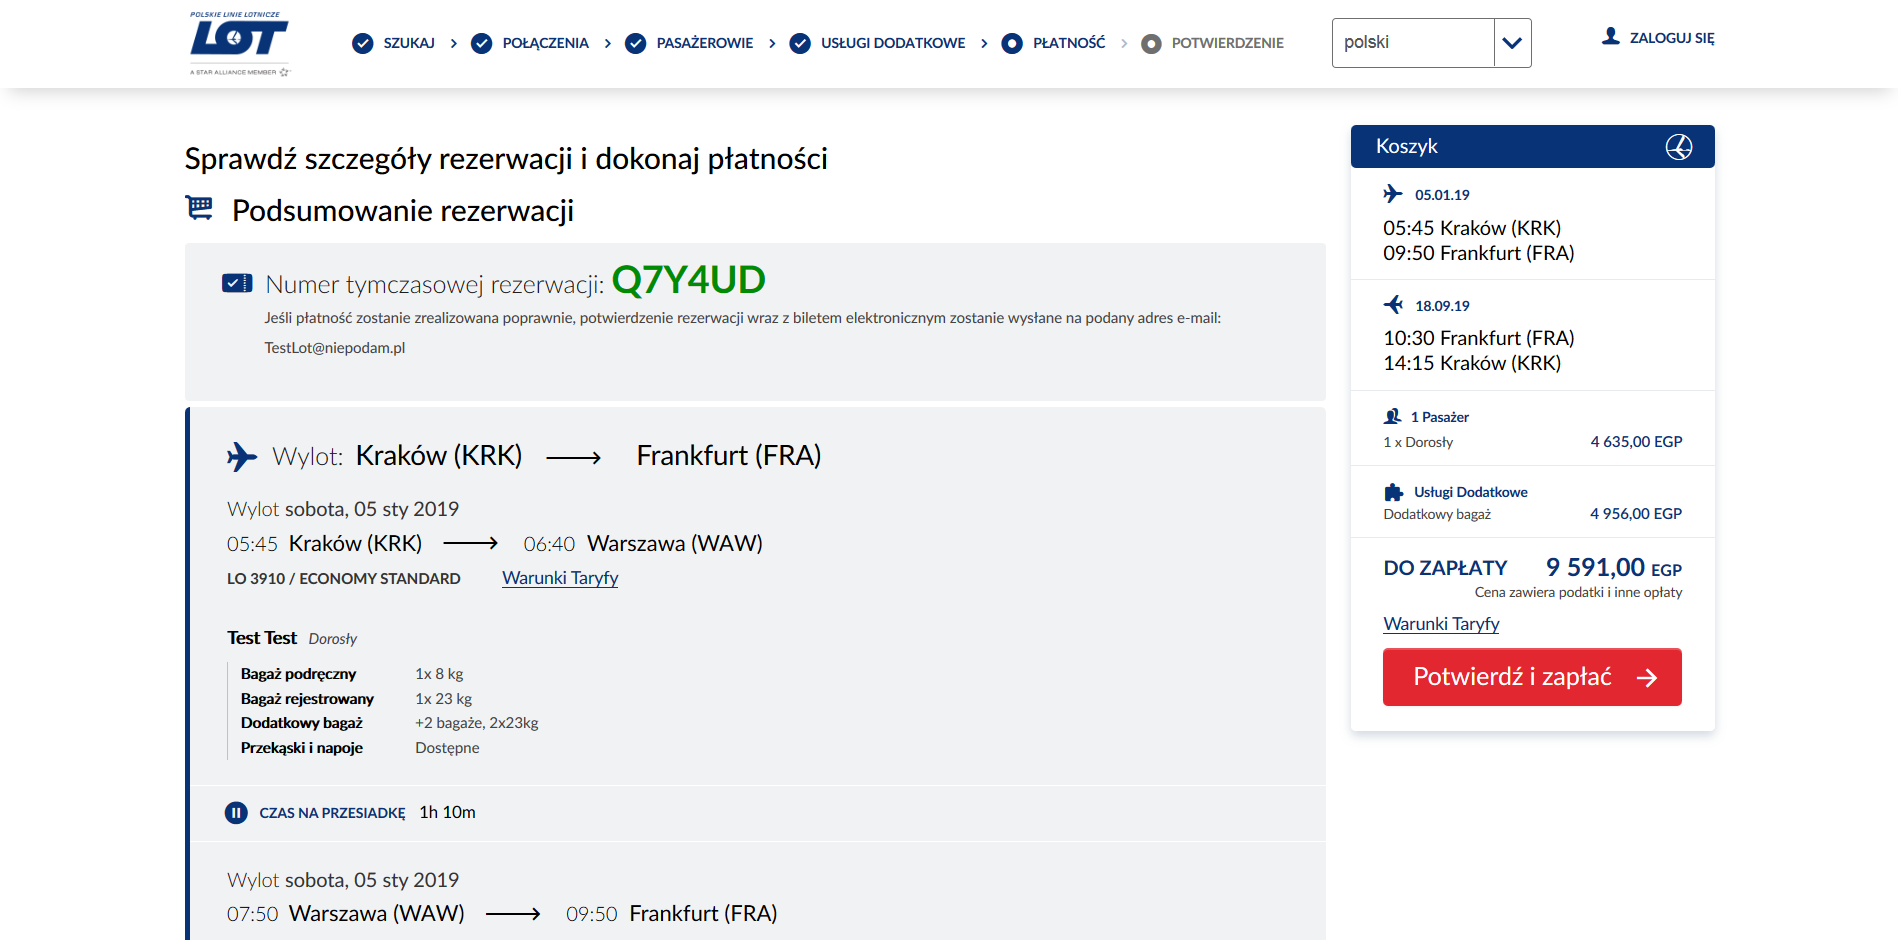 POLSKIE LINIE LOTNICZE
LOT
A STAR ALLIANCE MEMBER
SZUKAJ
POŁĄCZENIA
PASAŻEROWIE
USŁUGI DODATKOWE
PŁATNOŚĆ
POTWIERDZENIE
polski
ZALOGUJ SIĘ
Sprawdź szczegóły rezerwacji i dokonaj płatności
Podsumowanie rezerwacji
Numer tymczasowej rezerwacji: Q7Y4UD
Jeśli płatność zostanie zrealizowana poprawnie, potwierdzenie rezerwacji wraz z biletem elektronicznym zostanie wysłane na podany adres e-mail:
TestLot@niepodam.pl
Wylot: Kraków (KRK) Frankfurt (FRA)
Wylot sobota, 05 sty 2019
05:45 Kraków (KRK) 06:40 Warszawa (WAW)
LO 3910 / ECONOMY STANDARD Warunki Taryfy
Test Test Dorosły
Bagaż podręczny 1x 8 kg
Bagaż rejestrowany 1x 23 kg
Dodatkowy bagaż +2 bagaże, 2x23kg
Przekąski i napoje Dostępne
CZAS NA PRZESIADKĘ 1h 10m
Wylot sobota, 05 sty 2019
07:50 Warszawa (WAW) 09:50 Frankfurt (FRA)
Koszyk
05.01.19
05:45 Kraków (KRK)
09:50 Frankfurt (FRA)
18.09.19
10:30 Frankfurt (FRA)
14:15 Kraków (KRK)
1 Pasażer
1 x Dorosły 4 635,00 EGP
Usługi Dodatkowe
Dodatkowy bagaż 4 956,00 EGP
DO ZAPŁATY 9 591,00 EGP
Cena zawiera podatki i inne opłaty
Warunki Taryfy
Potwierdź i zapłać